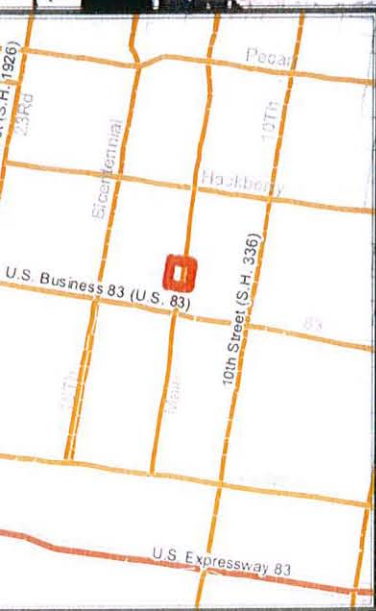 Pecan
(S.H. 1926)
23Rd
10Th
Bicentennial
Hackberry
U.S. Business 83 (U.S. 83)
10th Street (S.H. 336)
83
Main
U.S. Expressway 83